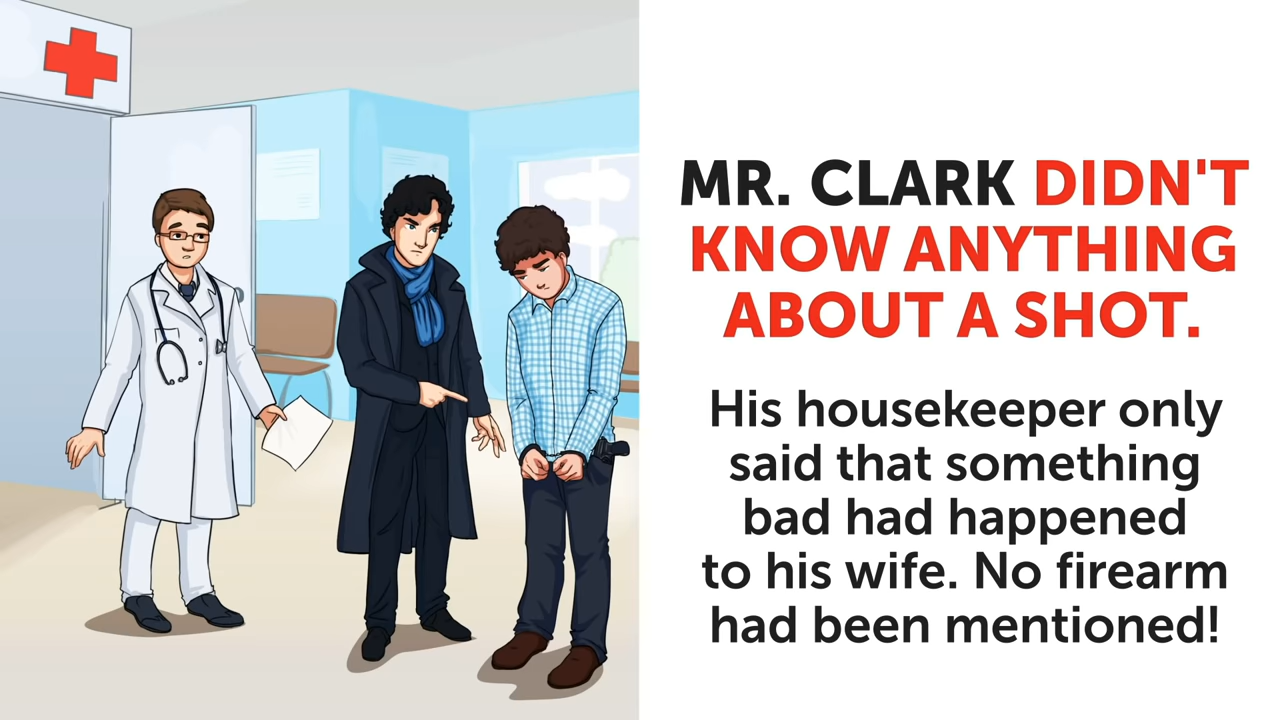 MR. CLARK DIDN'T
KNOW ANYTHING
ABOUT A SHOT.
His housekeeper only
said that something
bad had happened
to his wife. No firearm
had been mentioned!